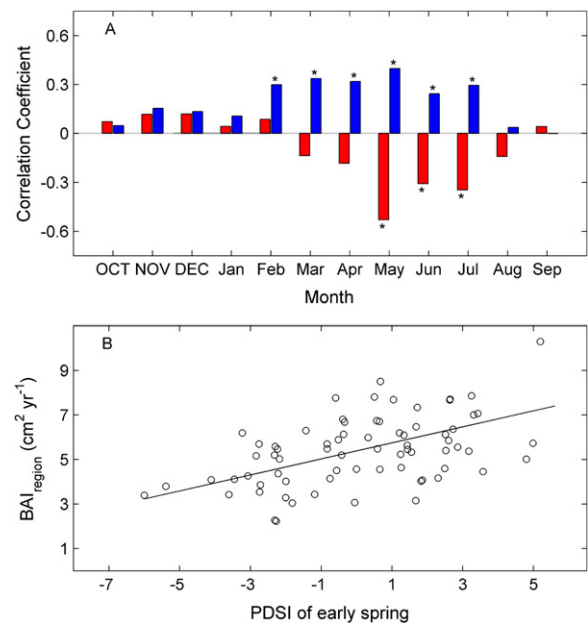 A
Correlation Coefficient
0.6
0.3
0
-0.3
-0.6
* * * * * *
* * *
OCT NOV DEC Jan Feb Mar Apr May Jun Jul Aug Sep
Month
B
BAI region (cm² yr⁻¹)
9
7
5
3
1
-7 -5 -3 -1 1 3 5
PDSI of early spring